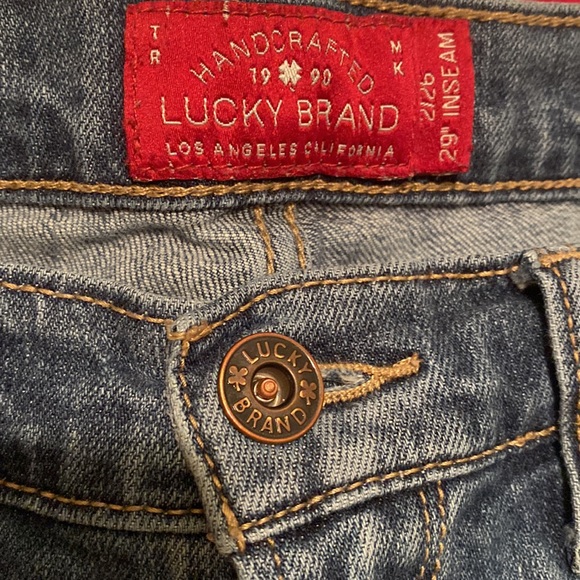 TR
HANDCRAFTED
MK
19 90
LUCKY BRAND
LOS ANGELES CALIFORNIA
2/26
29" INSEAM
LUCKY
BRAND